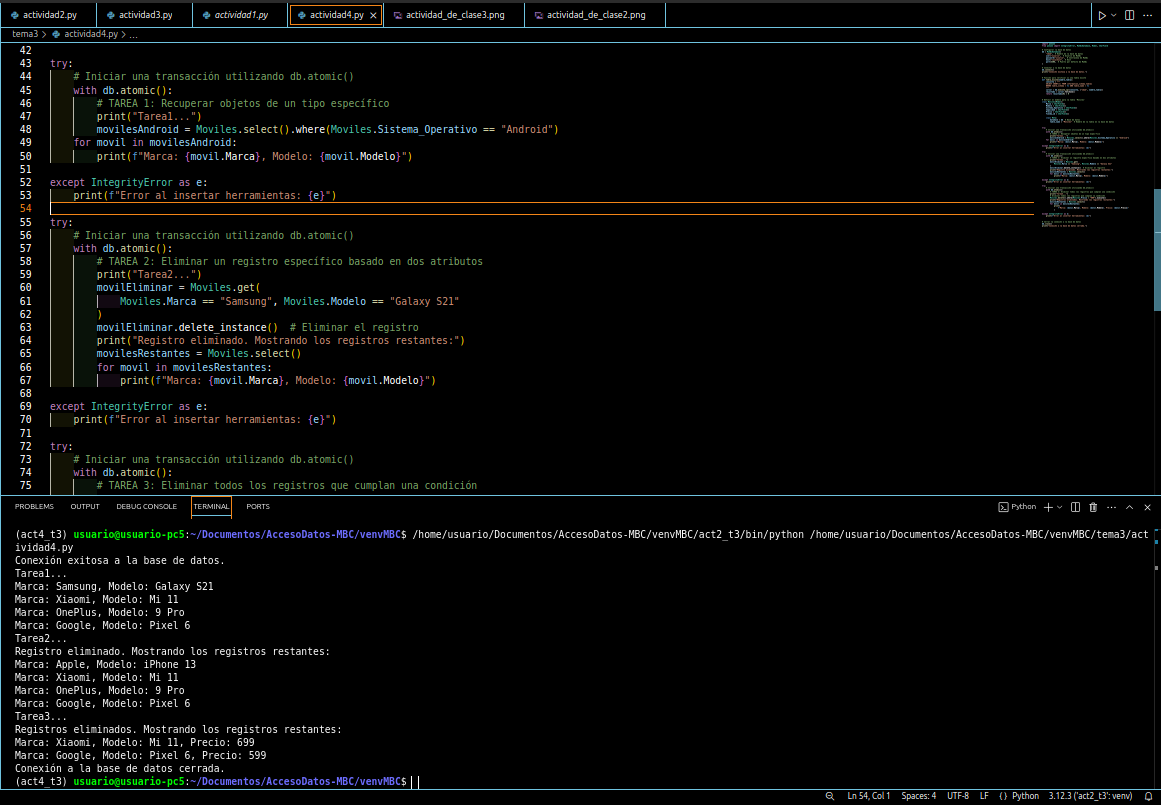 actividad2.py
actividad3.py
actividad1.py
actividad4.py
actividad_de_clase3.png
actividad_de_clase2.png
tema3 > actividad4.py > ...
42
43 try:
44 # Iniciar una transacción utilizando db.atomic()
45 with db.atomic():
46 # TAREA 1: Recuperar objetos de un tipo específico
47 print("Tarea1...")
48 movilesAndroid = Moviles.select().where(Moviles.Sistema_Operativo == "Android")
49 for movil in movilesAndroid:
50 print(f"Marca: {movil.Marca}, Modelo: {movil.Modelo}")
51
52 except IntegrityError as e:
53 print(f"Error al insertar herramientas: {e}")
54
55 try:
56 # Iniciar una transacción utilizando db.atomic()
57 with db.atomic():
58 # TAREA 2: Eliminar un registro específico basado en dos atributos
59 print("Tarea2...")
60 movilEliminar = Moviles.get(
61 Moviles.Marca == "Samsung", Moviles.Modelo == "Galaxy S21"
62 )
63 movilEliminar.delete_instance() # Eliminar el registro
64 print("Registro eliminado. Mostrando los registros restantes:")
65 movilesRestantes = Moviles.select()
66 for movil in movilesRestantes:
67 print(f"Marca: {movil.Marca}, Modelo: {movil.Modelo}")
68
69 except IntegrityError as e:
70 print(f"Error al insertar herramientas: {e}")
71
72 try:
73 # Iniciar una transacción utilizando db.atomic()
74 with db.atomic():
75 # TAREA 3: Eliminar todos los registros que cumplan una condición
PROBLEMS OUTPUT DEBUG CONSOLE TERMINAL PORTS
Python
(act4_t3) usuario@usuario-pc5:~/Documentos/AccesoDatos-MBC/venvMBC$ /home/usuario/Documentos/AccesoDatos-MBC/venvMBC/act2_t3/bin/python /home/usuario/Documentos/AccesoDatos-MBC/venvMBC/tema3/act
ividad4.py
Conexión exitosa a la base de datos.
Tarea1...
Marca: Samsung, Modelo: Galaxy S21
Marca: Xiaomi, Modelo: Mi 11
Marca: OnePlus, Modelo: 9 Pro
Marca: Google, Modelo: Pixel 6
Tarea2...
Registro eliminado. Mostrando los registros restantes:
Marca: Apple, Modelo: iPhone 13
Marca: Xiaomi, Modelo: Mi 11
Marca: OnePlus, Modelo: 9 Pro
Marca: Google, Modelo: Pixel 6
Tarea3...
Registros eliminados. Mostrando los registros restantes:
Marca: Xiaomi, Modelo: Mi 11, Precio: 699
Marca: Google, Modelo: Pixel 6, Precio: 599
Conexión a la base de datos cerrada.
(act4_t3) usuario@usuario-pc5:~/Documentos/AccesoDatos-MBC/venvMBC$
Ln 54, Col 1 Spaces: 4 UTF-8 LF {} Python 3.12.3 ('act2_t3': venv)